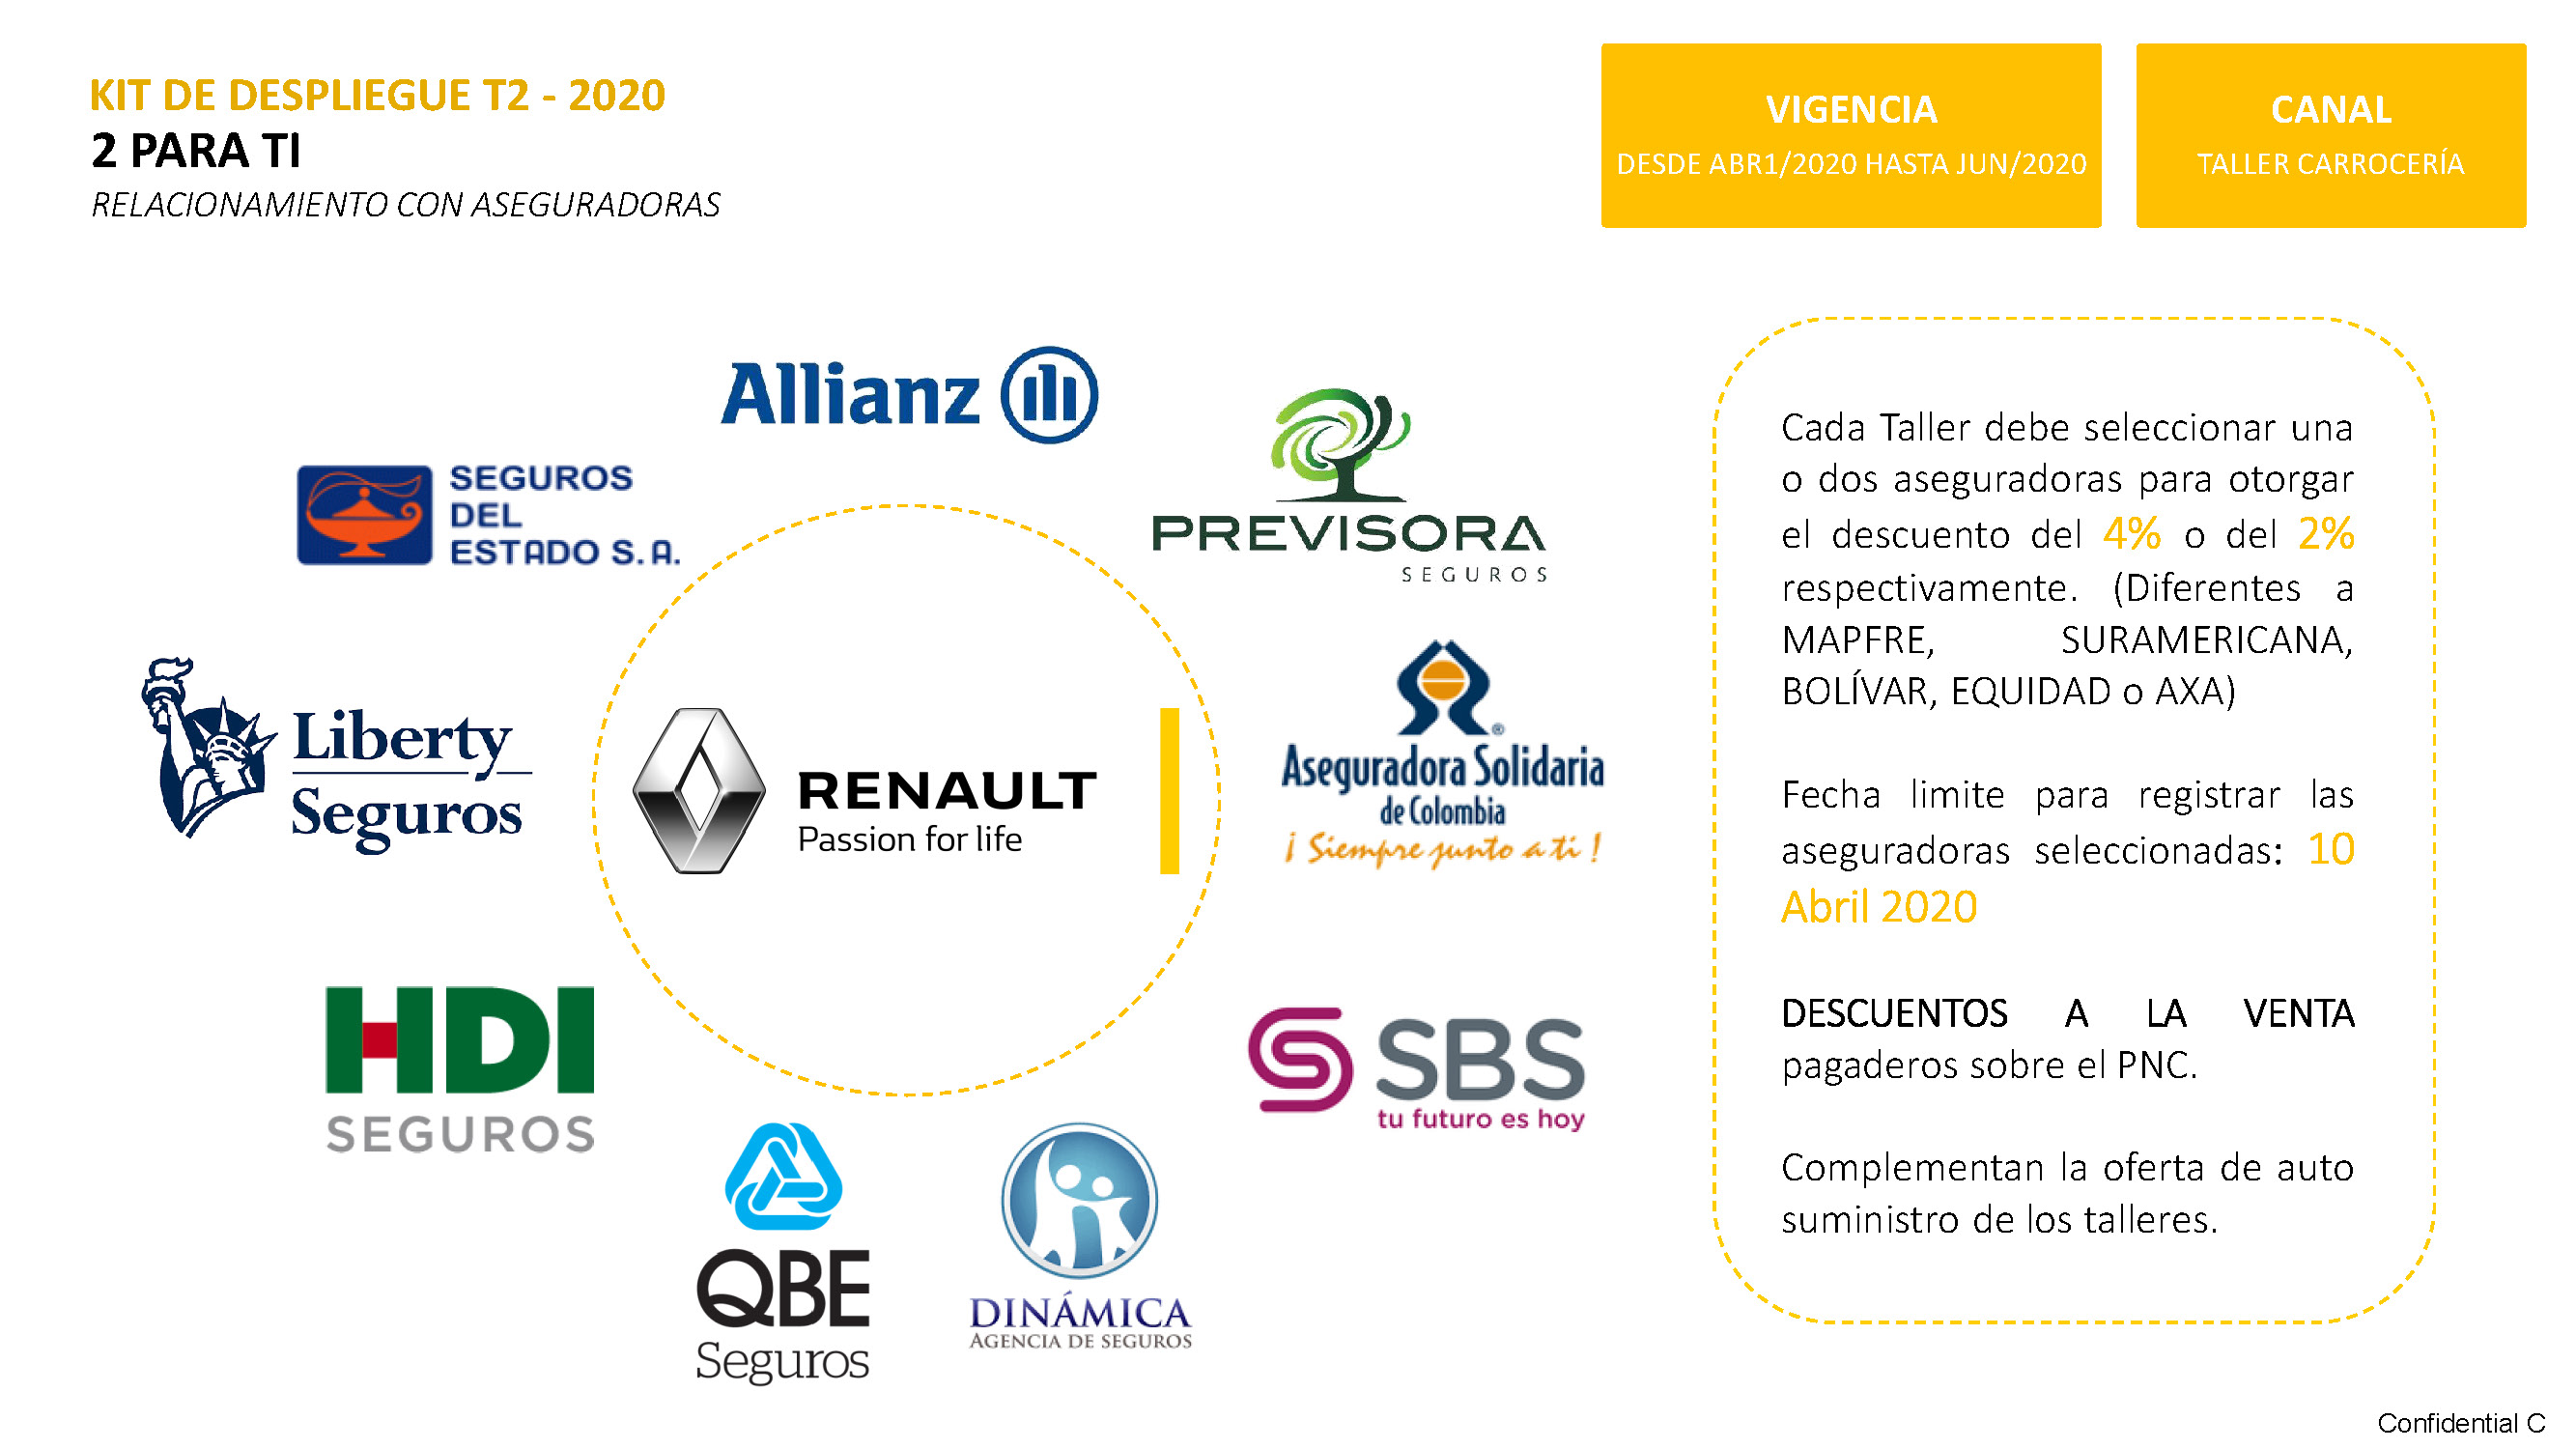 KIT DE DESPLIEGUE T2 - 2020
2 PARA TI
RELACIONAMIENTO CON ASEGURADORAS
VIGENCIA
DESDE ABR1/2020 HASTA JUN/2020
CANAL
TALLER CARROCERÍA
Allianz
PREVISORA
SEGUROS
SEGUROS
DEL
ESTADO S.A.
Liberty
Seguros
RENAULT
Passion for life
Aseguradora Solidaria
de Colombia
¡Siempre junto a ti!
HDI
SEGUROS
SBS
tu futuro es hoy
QBE
Seguros
DINÁMICA
AGENCIA DE SEGUROS
Cada Taller debe seleccionar una
o dos aseguradoras para otorgar
el descuento del 4% o del 2%
respectivamente. (Diferentes a
MAPFRE, SURAMERICANA,
BOLÍVAR, EQUIDAD o AXA)
Fecha limite para registrar las
aseguradoras seleccionadas: 10
Abril 2020
DESCUENTOS A LA VENTA
pagaderos sobre el PNC.
Complementan la oferta de auto
suministro de los talleres.
Confidential C